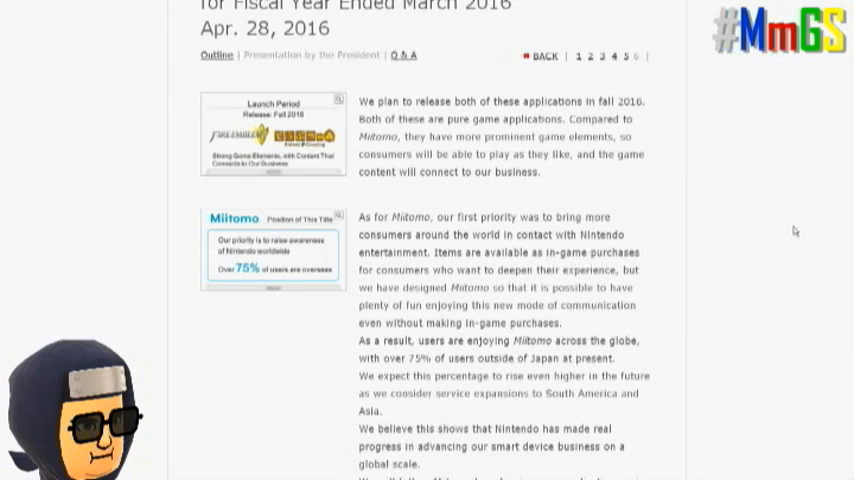 for Fiscal Year Ended March 2016
Apr. 28, 2016
Outline | Presentation by the President | Q & A
BACK | 1 2 3 4 5 6 |
#MmGS
Launch Period
Release: Fall 2016
FIRE EMBLEM
Strong Game Elements, with Content That
Connects to Our Business
We plan to release both of these applications in fall 2016.
Both of these are pure game applications. Compared to
Miitomo, they have more prominent game elements, so
consumers will be able to play as they like, and the game
content will connect to our business.
Miitomo Position of This Title
Our priority is to raise awareness
of Nintendo worldwide
Over 75% of users are overseas
As for Miitomo, our first priority was to bring more
consumers around the world in contact with Nintendo
entertainment. Items are available as in-game purchases
for consumers who want to deepen their experience, but
we have designed Miitomo so that it is possible to have
plenty of fun enjoying this new mode of communication
even without making in-game purchases.
As a result, users are enjoying Miitomo across the globe,
with over 75% of users outside of Japan at present.
We expect this percentage to rise even higher in the future
as we consider service expansions to South America and
Asia.
We believe this shows that Nintendo has made real
progress in advancing our smart device business on a
global scale.